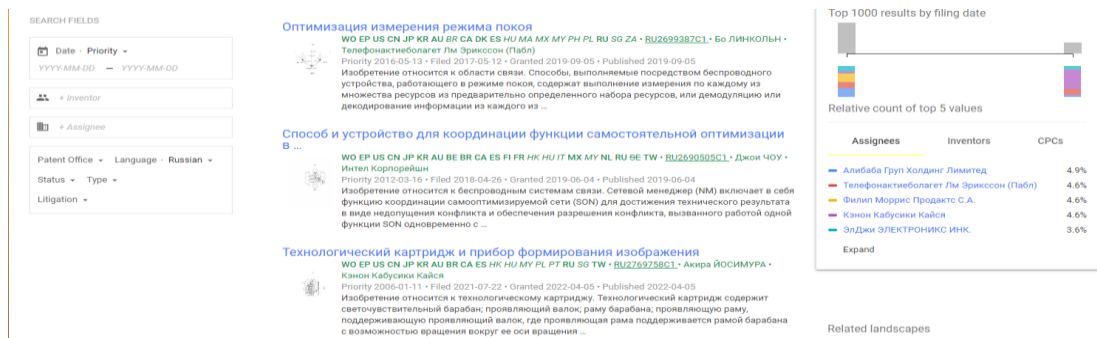 SEARCH FIELDS
Date · Priority
YYYY-MM-DD — YYYY-MM-DD
+ Inventor
+ Assignee
Patent Office Language · Russian
Status Type
Litigation
Оптимизация измерения режима покоя
WO EP US CN JP KR AU BR CA DK ES HU MA MX MY PH PL RU SG ZA • RU2699387C1 • Бо ЛИНКОЛЬН •
Телефонактиеболагет Лм Эрикссон (Пабл)
Priority 2016-05-13 • Filed 2017-05-12 • Granted 2019-09-05 • Published 2019-09-05
Изобретение относится к области связи. Способы, выполняемые посредством беспроводного
устройства, работающего в режиме покоя, содержат выполнение измерения по каждому из
множества ресурсов из предварительно определенного набора ресурсов, или демодуляцию или
декодирование информации из каждого из ...
Способ и устройство для координации функции самостоятельной оптимизации
в ...
WO EP US CN JP KR AU BE BR CA ES FI FR HK HU IT MX MY NL RU SE TW • RU2690505C1 • Джои ЧОУ •
Интел Корпорейшн
Priority 2012-03-16 • Filed 2018-04-26 • Granted 2019-06-04 • Published 2019-06-04
Изобретение относится к беспроводным системам связи. Сетевой менеджер (NM) включает в себя
функцию координации самооптимизируемой сети (SON) для достижения технического результата
в виде недопущения конфликта и обеспечения разрешения конфликта, вызванного работой одной
функции SON одновременно с ...
Технологический картридж и прибор формирования изображения
WO EP US CN JP KR AU BR CA ES HK HU MY PL PT RU SG TW • RU2769758C1 • Акира ЙОСИМУРА •
Кэнон Кабусики Кайся
Priority 2006-01-11 • Filed 2021-07-22 • Granted 2022-04-05 • Published 2022-04-05
Изобретение относится к технологическому картриджу. Технологический картридж содержит
светочувствительный барабан; проявляющий валок; раму барабана; проявляющую раму,
поддерживающую проявляющий валок, где проявляющая рама поддерживается рамой барабана
с возможностью вращения вокруг ее оси вращения ...
Top 1000 results by filing date
Relative count of top 5 values
Assignees Inventors CPCs
Алибаба Груп Холдинг Лимитед 4.9%
Телефонактиеболагет Лм Эрикссон (Пабл) 4.6%
Филип Моррис Продактс С.А. 4.6%
Кэнон Кабусики Кайся 4.6%
ЭлДжи ЭЛЕКТРОНИКС ИНК. 3.6%
Expand
Related landscapes